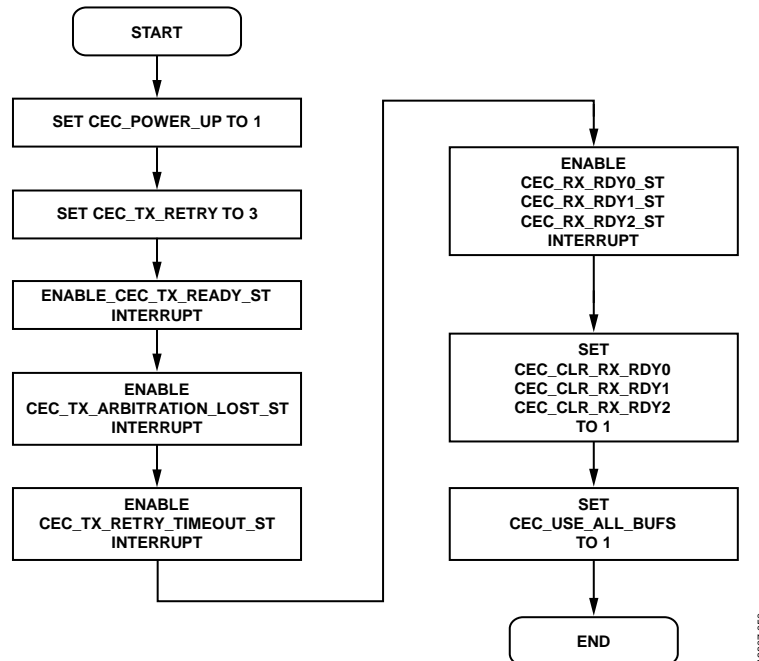 START
SET CEC_POWER_UP TO 1
SET CEC_TX_RETRY TO 3
ENABLE_CEC_TX_READY_ST
INTERRUPT
ENABLE
CEC_TX_ARBITRATION_LOST_ST
INTERRUPT
ENABLE
CEC_TX_RETRY_TIMEOUT_ST
INTERRUPT
ENABLE
CEC_RX_RDY0_ST
CEC_RX_RDY1_ST
CEC_RX_RDY2_ST
INTERRUPT
SET
CEC_CLR_RX_RDY0
CEC_CLR_RX_RDY1
CEC_CLR_RX_RDY2
TO 1
SET
CEC_USE_ALL_BUFS
TO 1
END